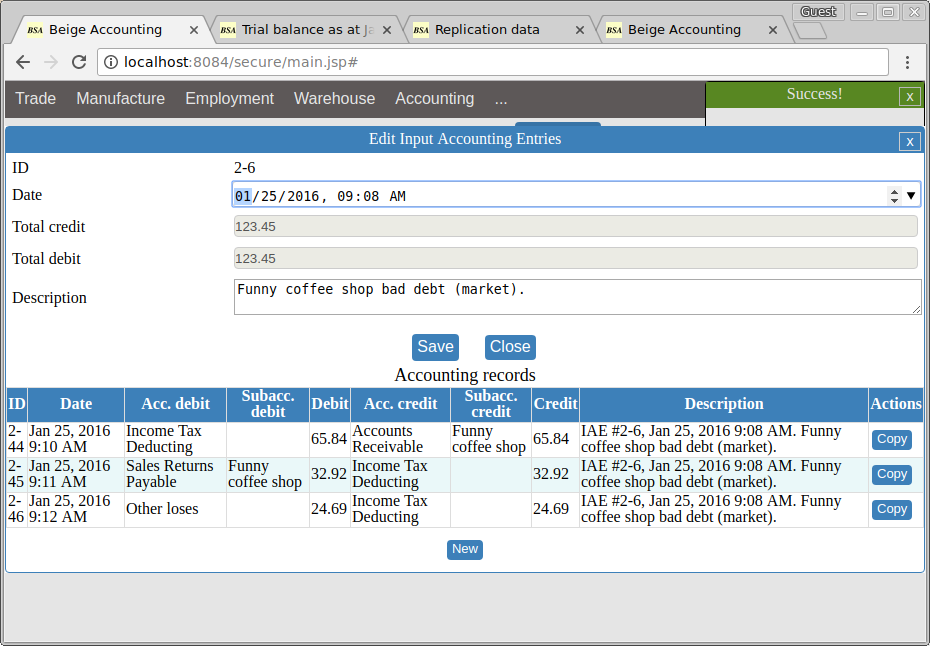 Guest
BSA Beige Accounting
BSA Trial balance as at Ja
BSA Replication data
BSA Beige Accounting
localhost:8084/secure/main.jsp#
Trade Manufacture Employment Warehouse Accounting ...
Success! x
Edit Input Accounting Entries x
ID 2-6
Date 01/25/2016, 09:08 AM
Total credit 123.45
Total debit 123.45
Description Funny coffee shop bad debt (market).
Save Close
Accounting records
ID Date Acc. debit Subacc. debit Debit Acc. credit Subacc. credit Credit Description Actions
2-44 Jan 25, 2016 9:10 AM Income Tax Deducting 65.84 Accounts Receivable Funny coffee shop 65.84 IAE #2-6, Jan 25, 2016 9:08 AM. Funny coffee shop bad debt (market). Copy
2-45 Jan 25, 2016 9:11 AM Sales Returns Payable Funny coffee shop 32.92 Income Tax Deducting 32.92 IAE #2-6, Jan 25, 2016 9:08 AM. Funny coffee shop bad debt (market). Copy
2-46 Jan 25, 2016 9:12 AM Other loses 24.69 Income Tax Deducting 24.69 IAE #2-6, Jan 25, 2016 9:08 AM. Funny coffee shop bad debt (market). Copy
New